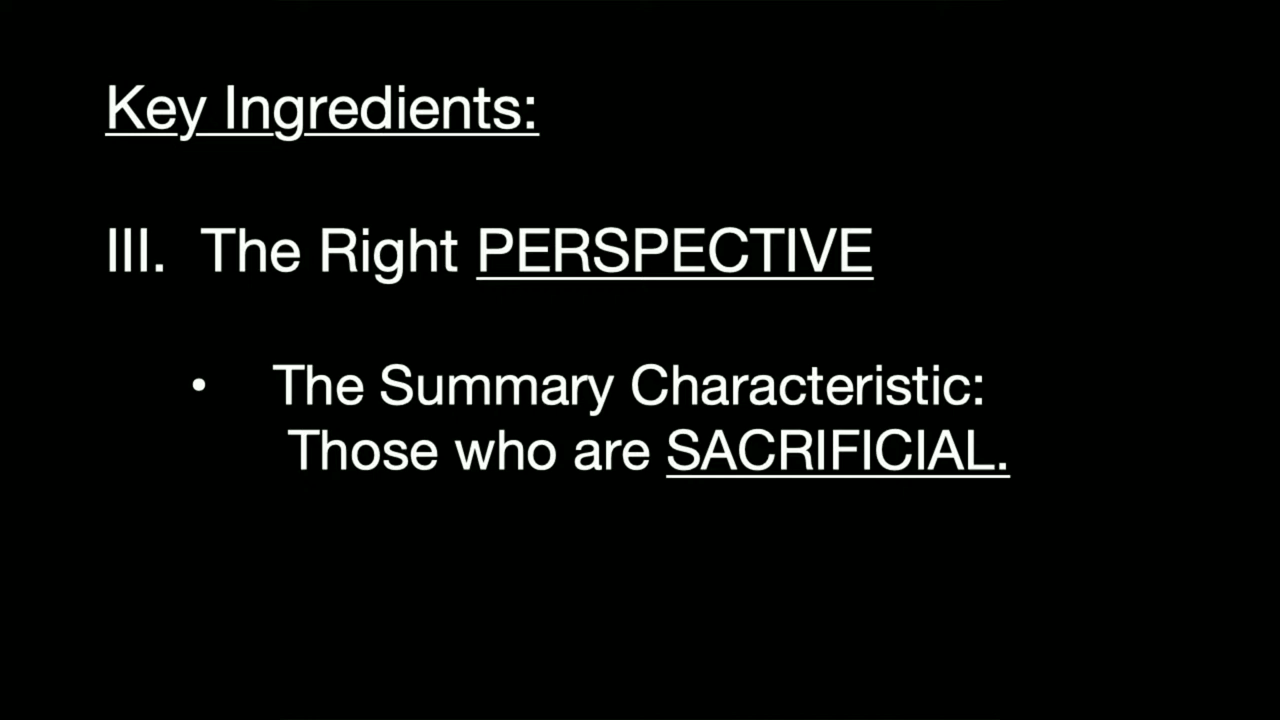 Key Ingredients:
III. The Right PERSPECTIVE
• The Summary Characteristic:
Those who are SACRIFICIAL.